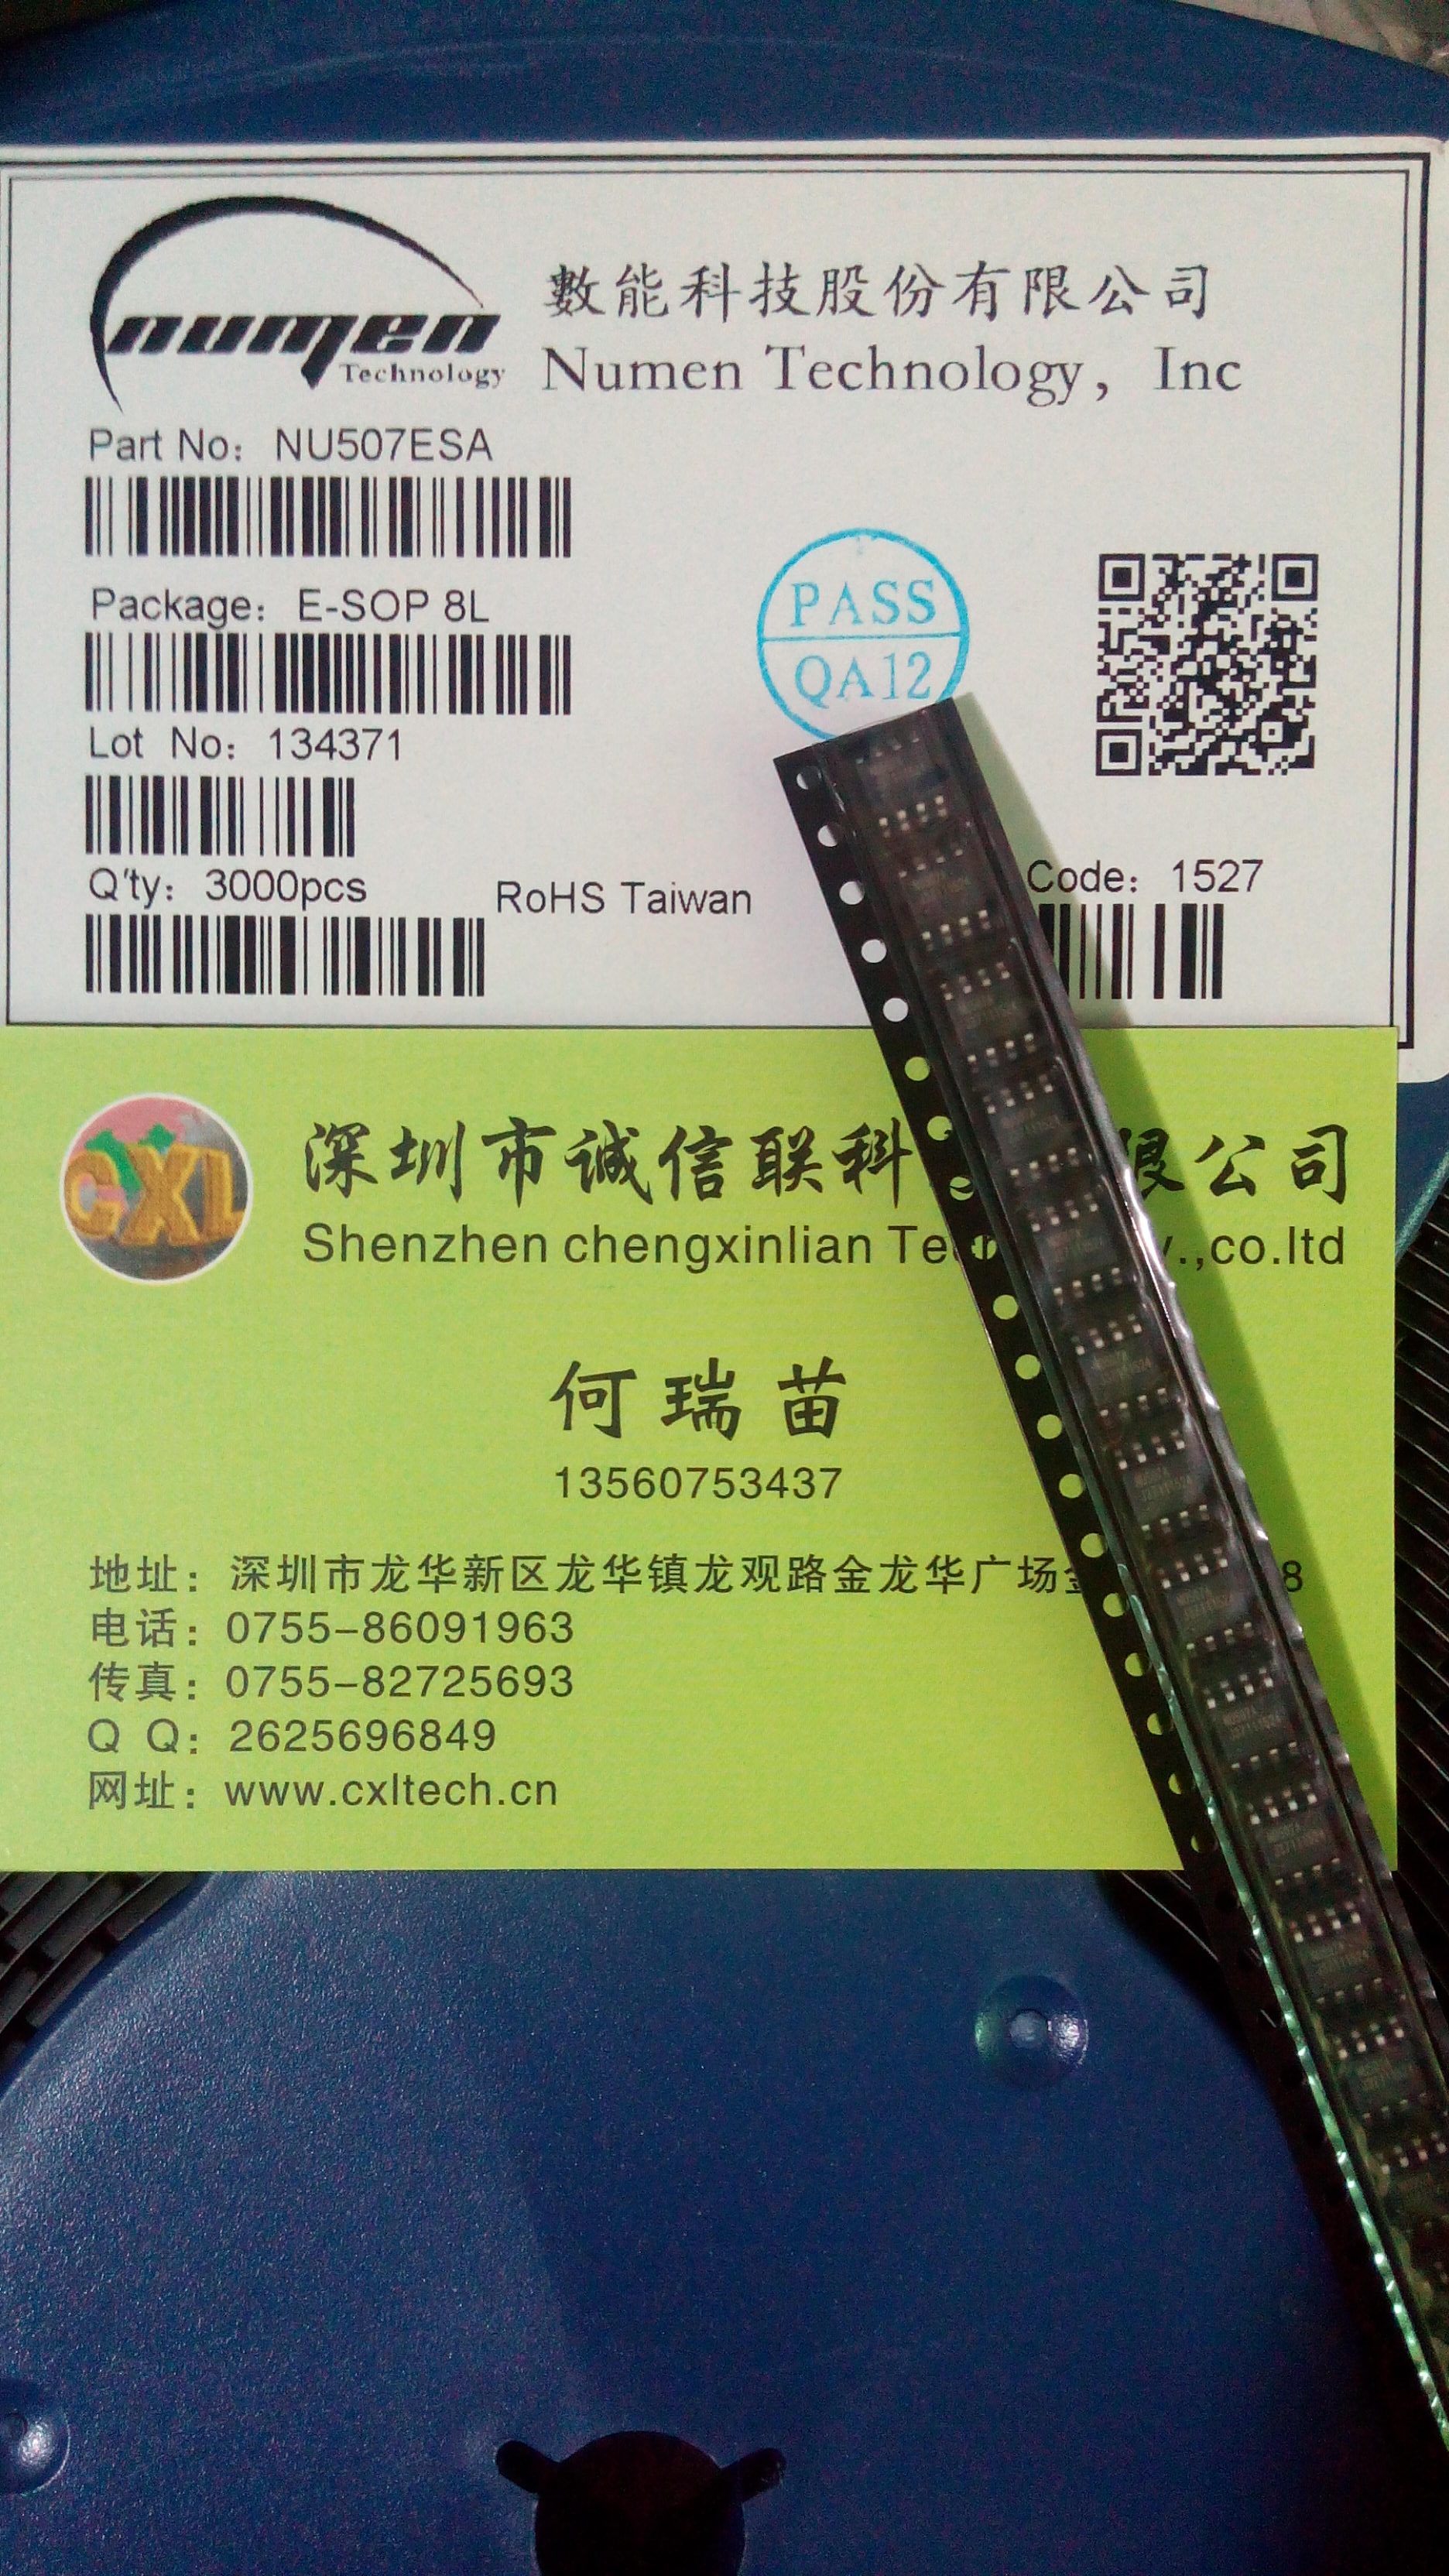 numen
Technology
數能科技股份有限公司
Numen Technology, Inc
Part No: NU507ESA
Package: E-SOP 8L
PASS
QA12
Lot No: 134371
Q'ty: 3000pcs
RoHS Taiwan
Code: 1527
CXL
深圳市诚信联科 限公司
Shenzhen chengxinlian .,co.ltd
何瑞苗
13560753437
地址：深圳市龙华新区龙华镇龙观路金龙华广场 8
电话：0755-86091963
传真：0755-82725693
Q Q：2625696849
网址：www.cxltech.cn